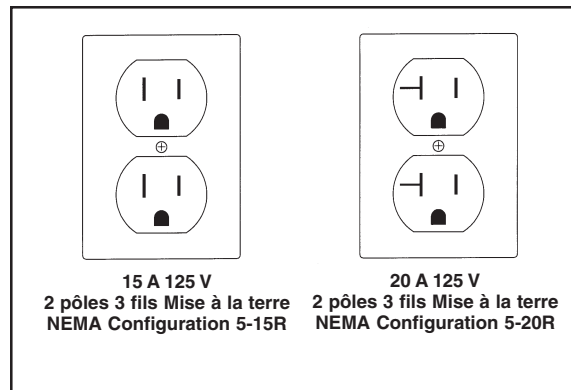 15 A 125 V
2 pôles 3 fils Mise à la terre
NEMA Configuration 5-15R
20 A 125 V
2 pôles 3 fils Mise à la terre
NEMA Configuration 5-20R